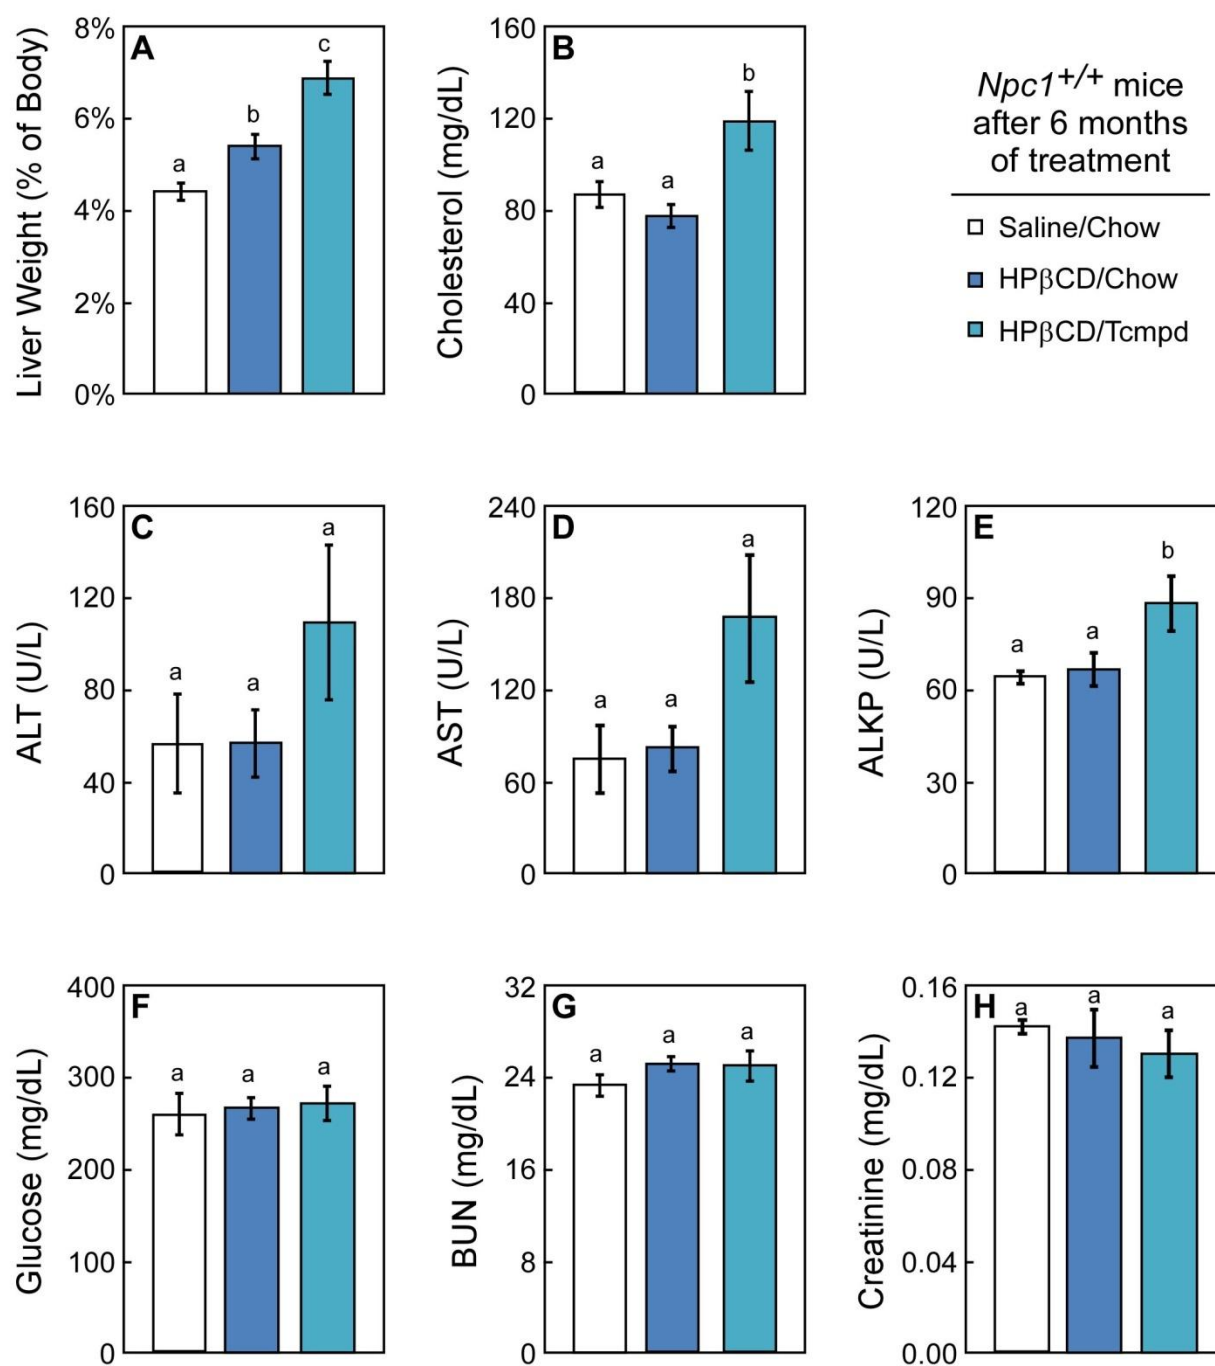 A
Liver Weight (% of Body)
8%
6%
4%
2%
0%
a
b
c
B
Cholesterol (mg/dL)
160
120
80
40
0
a
a
b
Npc1+/+ mice
after 6 months
of treatment
Saline/Chow
HPβCD/Chow
HPβCD/Tcmpd
C
ALT (U/L)
160
120
80
40
0
a
a
a
D
AST (U/L)
240
180
120
60
0
a
a
a
E
ALKP (U/L)
120
90
60
30
0
a
a
b
F
Glucose (mg/dL)
400
300
200
100
0
a
a
a
G
BUN (mg/dL)
32
24
16
8
0
a
a
a
H
Creatinine (mg/dL)
0.16
0.12
0.08
0.04
0.00
a
a
a